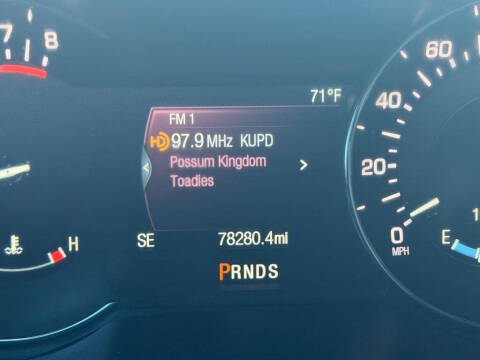 7 8
71°F
FM 1
HD 97.9 MHz KUPD
Possum Kingdom
Toadies
SE 78280.4mi
PRNDS
H
60
40
20
0
MPH
1
E